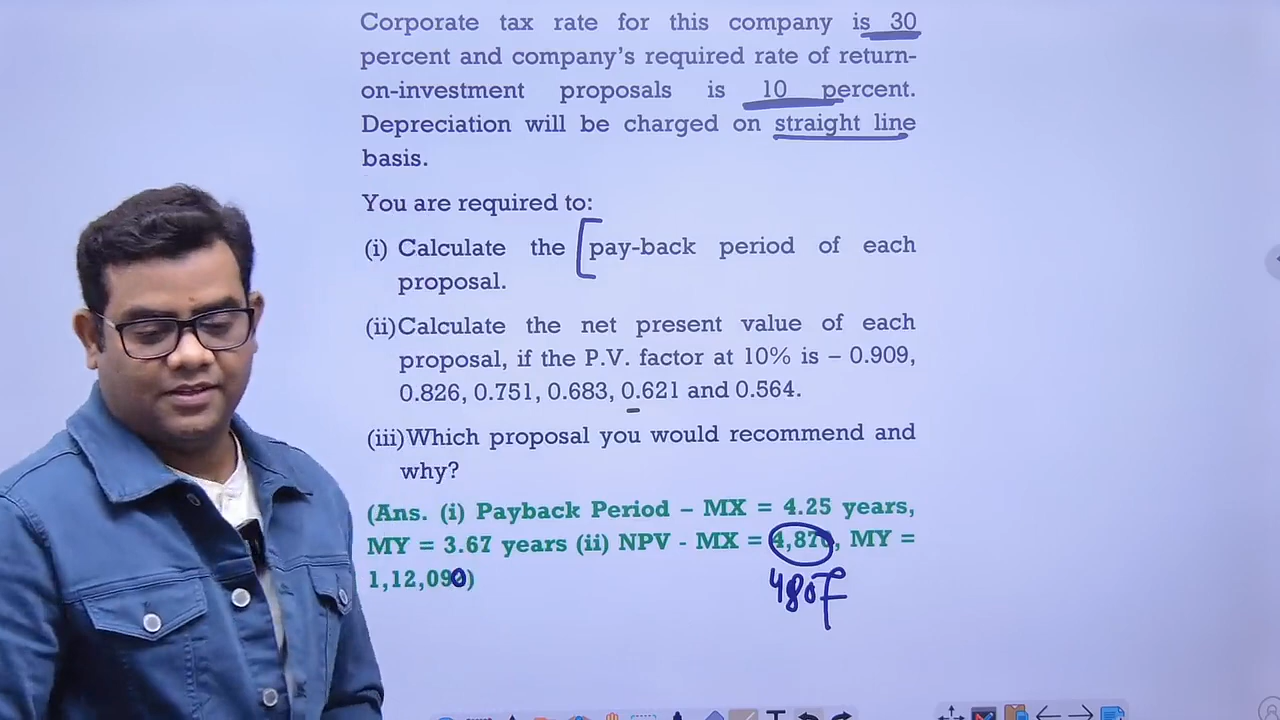 Corporate tax rate for this company is 30
percent and company's required rate of return-
on-investment proposals is 10 percent.
Depreciation will be charged on straight line
basis.
You are required to:
(i) Calculate the pay-back period of each
proposal.
(ii)Calculate the net present value of each
proposal, if the P.V. factor at 10% is – 0.909,
0.826, 0.751, 0.683, 0.621 and 0.564.
(iii)Which proposal you would recommend and
why?
(Ans. (i) Payback Period – MX = 4.25 years,
MY = 3.67 years (ii) NPV - MX = 4,870, MY =
1,12,090)
4807